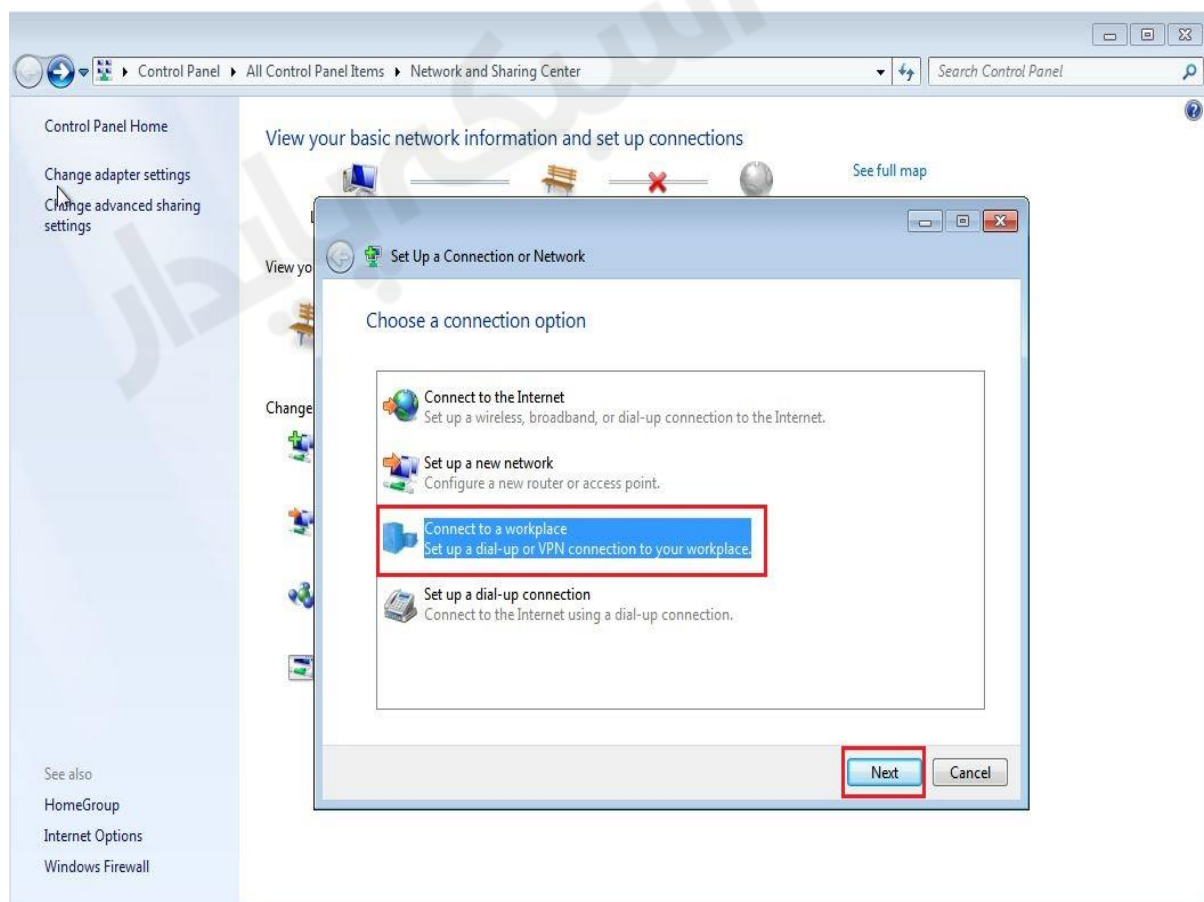 Control Panel ▸ All Control Panel Items ▸ Network and Sharing Center
Search Control Panel
Control Panel Home
Change adapter settings
Change advanced sharing
settings
See also
HomeGroup
Internet Options
Windows Firewall
View your basic network information and set up connections
See full map
View yo
Change
Set Up a Connection or Network
Choose a connection option
Connect to the Internet
Set up a wireless, broadband, or dial-up connection to the Internet.
Set up a new network
Configure a new router or access point.
Connect to a workplace
Set up a dial-up or VPN connection to your workplace.
Set up a dial-up connection
Connect to the Internet using a dial-up connection.
Next
Cancel